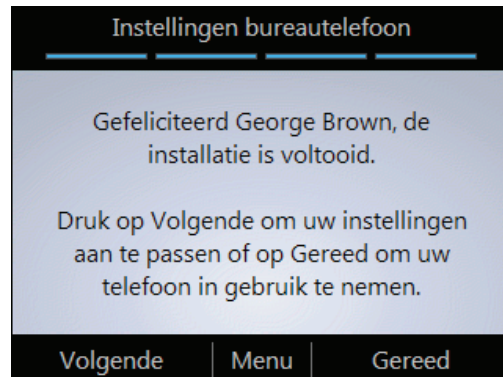 Instellingen bureautelefoon
Gefeliciteerd George Brown, de
installatie is voltooid.
Druk op Volgende om uw instellingen
aan te passen of op Gereed om uw
telefoon in gebruik te nemen.
Volgende Menu Gereed